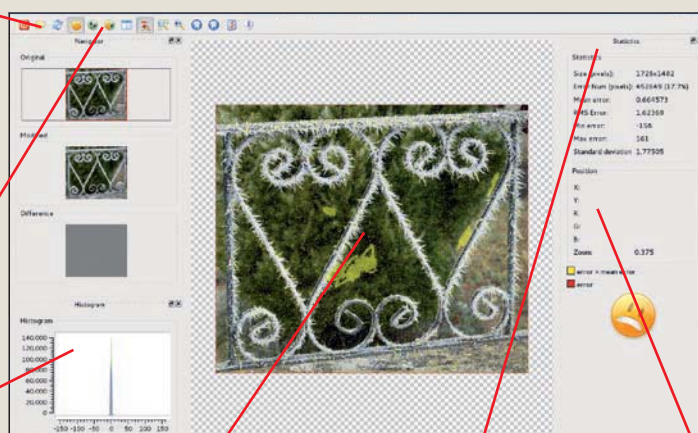 Navigator
Original
Modified
Difference
Histogram
Histogram
140,000
120,000
100,000
80,000
60,000
40,000
20,000
0
-150 -100 -50 0 50 100 150
Statistics
Statistics
Size (pixels): 1728x1482
Error Num (pixels): 452849 (17.7%)
Mean error: 0.664573
RMS Error: 1.62369
Min error: -156
Max error: 161
Standard deviation 1.77505
Position
X:
Y:
R:
G:
B:
Zoom: 0.375
error > mean error
error